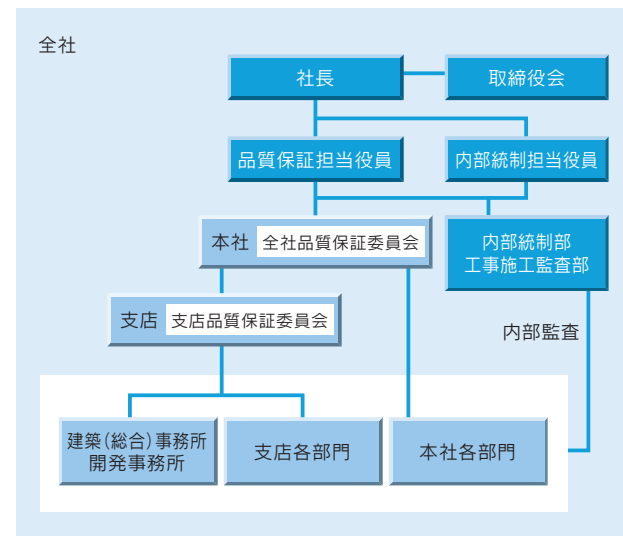 全社
社長
取締役会
品質保証担当役員
内部統制担当役員
本社 全社品質保証委員会
内部統制部
工事施工監査部
支店 支店品質保証委員会
内部監査
建築(総合)事務所
開発事務所
支店各部門
本社各部門